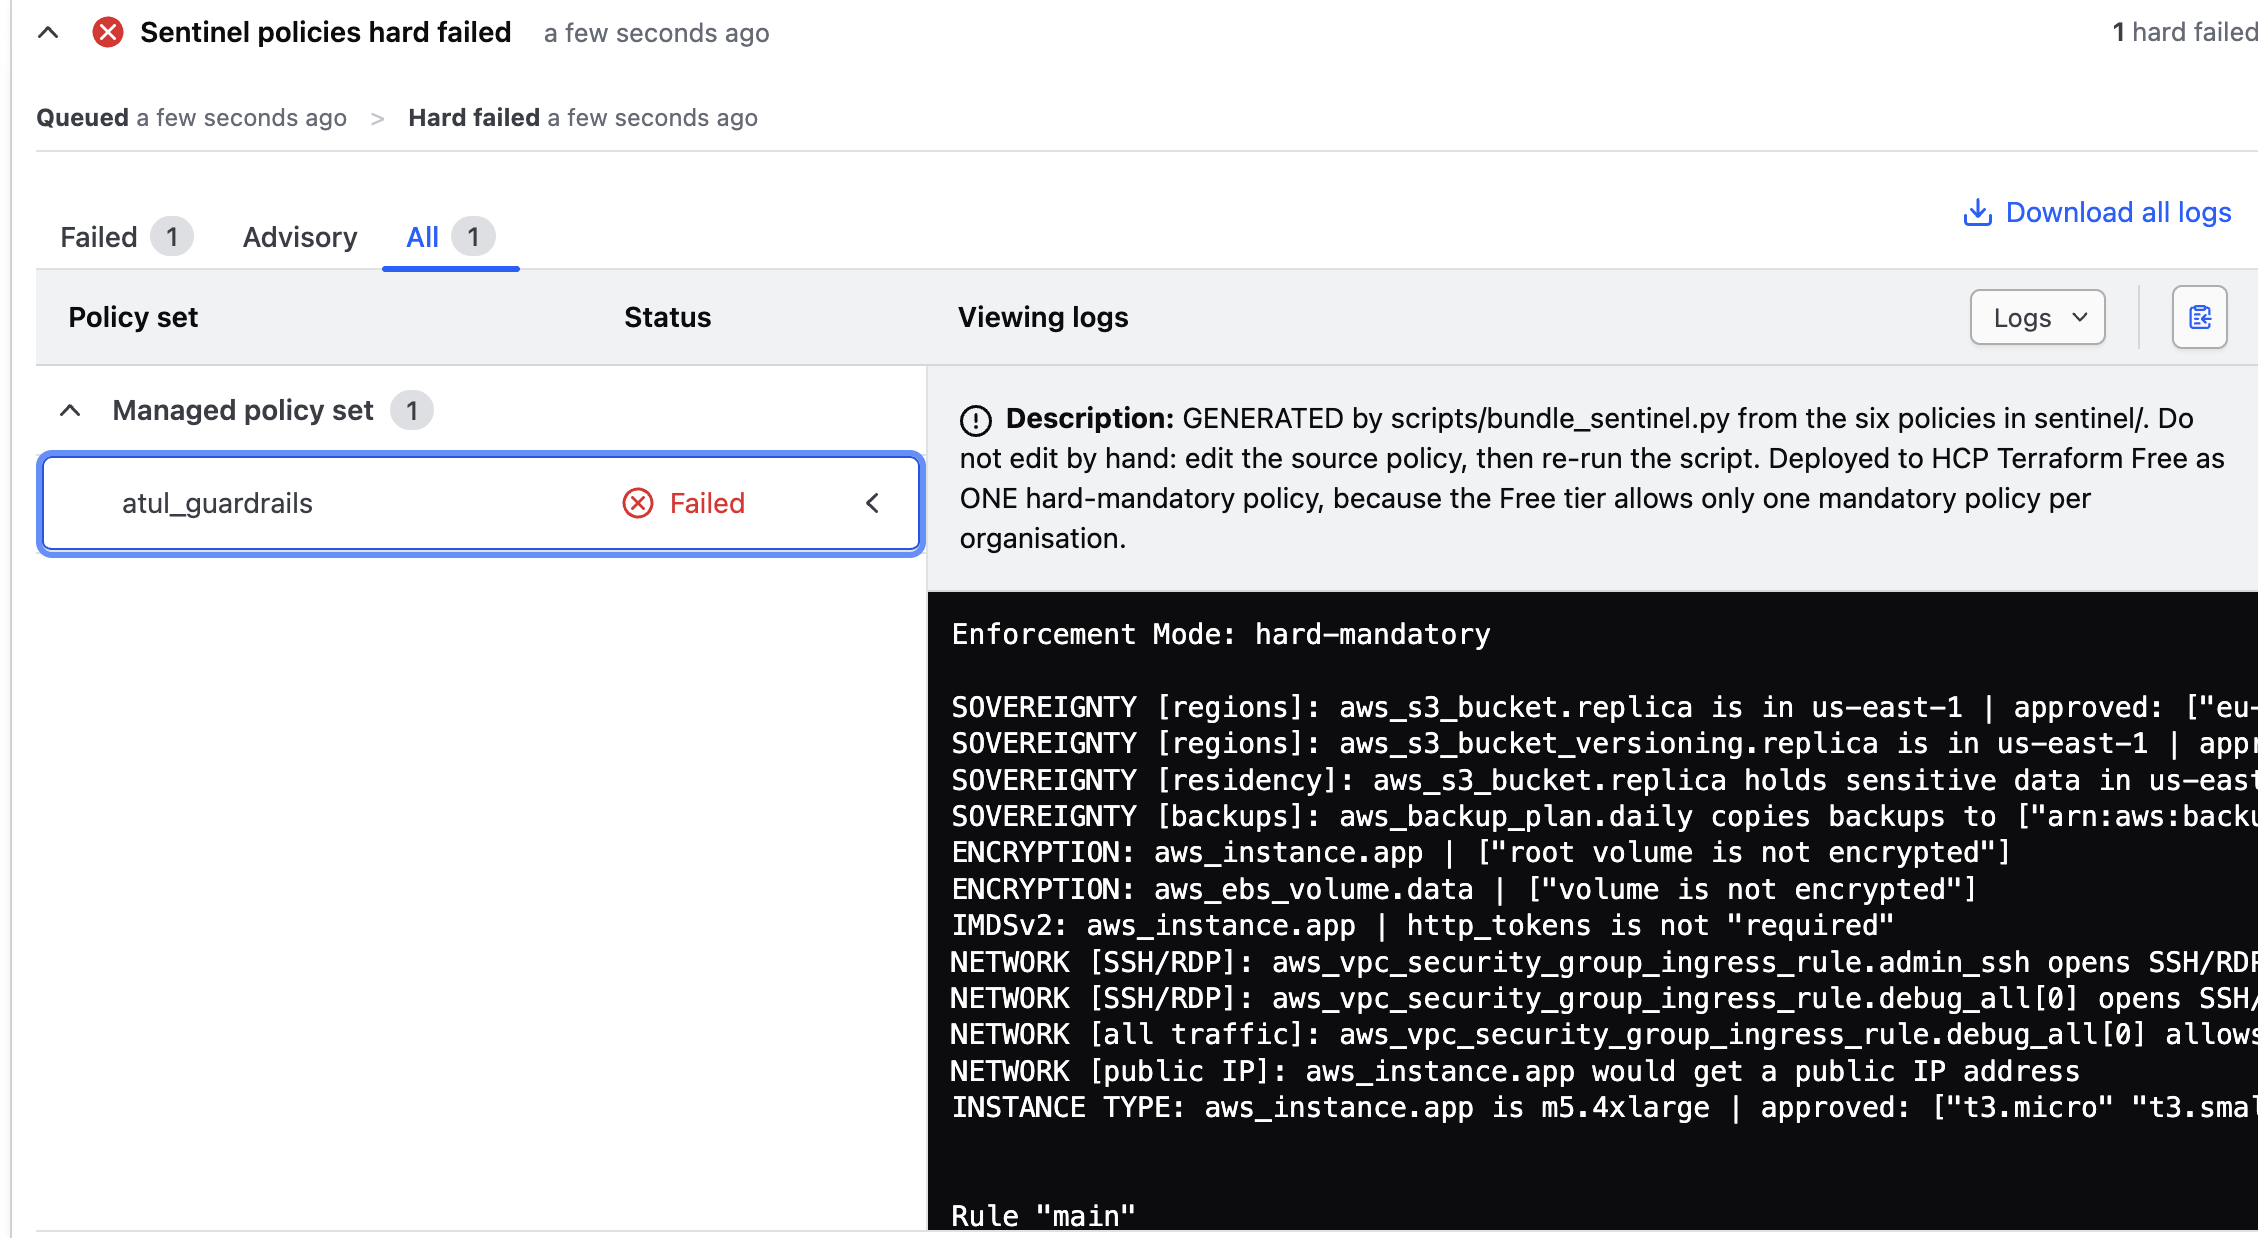 Sentinel policies hard failed a few seconds ago 1 hard failed
Queued a few seconds ago > Hard failed a few seconds ago
Download all logs
Failed 1 Advisory All 1
Policy set Status Viewing logs Logs
Managed policy set 1
atul_guardrails Failed
Description: GENERATED by scripts/bundle_sentinel.py from the six policies in sentinel/. Do
not edit by hand: edit the source policy, then re-run the script. Deployed to HCP Terraform Free as
ONE hard-mandatory policy, because the Free tier allows only one mandatory policy per
organisation.
Enforcement Mode: hard-mandatory
SOVEREIGNTY [regions]: aws_s3_bucket.replica is in us-east-1 | approved: ["eu-
SOVEREIGNTY [regions]: aws_s3_bucket_versioning.replica is in us-east-1 | appr
SOVEREIGNTY [residency]: aws_s3_bucket.replica holds sensitive data in us-east
SOVEREIGNTY [backups]: aws_backup_plan.daily copies backups to ["arn:aws:backu
ENCRYPTION: aws_instance.app | ["root volume is not encrypted"]
ENCRYPTION: aws_ebs_volume.data | ["volume is not encrypted"]
IMDSv2: aws_instance.app | http_tokens is not "required"
NETWORK [SSH/RDP]: aws_vpc_security_group_ingress_rule.admin_ssh opens SSH/RDP
NETWORK [SSH/RDP]: aws_vpc_security_group_ingress_rule.debug_all[0] opens SSH/
NETWORK [all traffic]: aws_vpc_security_group_ingress_rule.debug_all[0] allows
NETWORK [public IP]: aws_instance.app would get a public IP address
INSTANCE TYPE: aws_instance.app is m5.4xlarge | approved: ["t3.micro" "t3.smal
Rule "main"